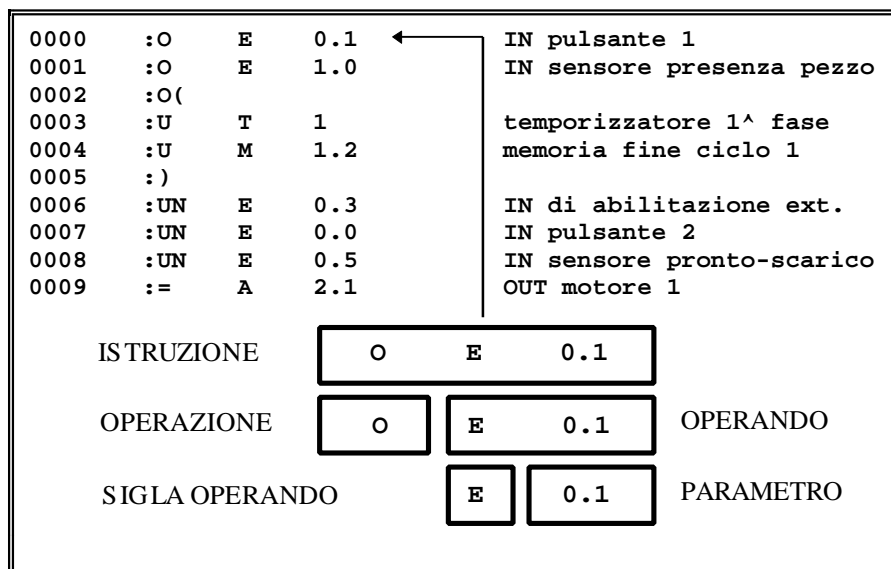 0000 :O E 0.1 IN pulsante 1
0001 :O E 1.0 IN sensore presenza pezzo
0002 :O(
0003 :U T 1 temporizzatore 1^ fase
0004 :U M 1.2 memoria fine ciclo 1
0005 :)
0006 :UN E 0.3 IN di abilitazione ext.
0007 :UN E 0.0 IN pulsante 2
0008 :UN E 0.5 IN sensore pronto-scarico
0009 := A 2.1 OUT motore 1
ISTRUZIONE O E 0.1
OPERAZIONE O E 0.1 OPERANDO
SIGLA OPERANDO E 0.1 PARAMETRO